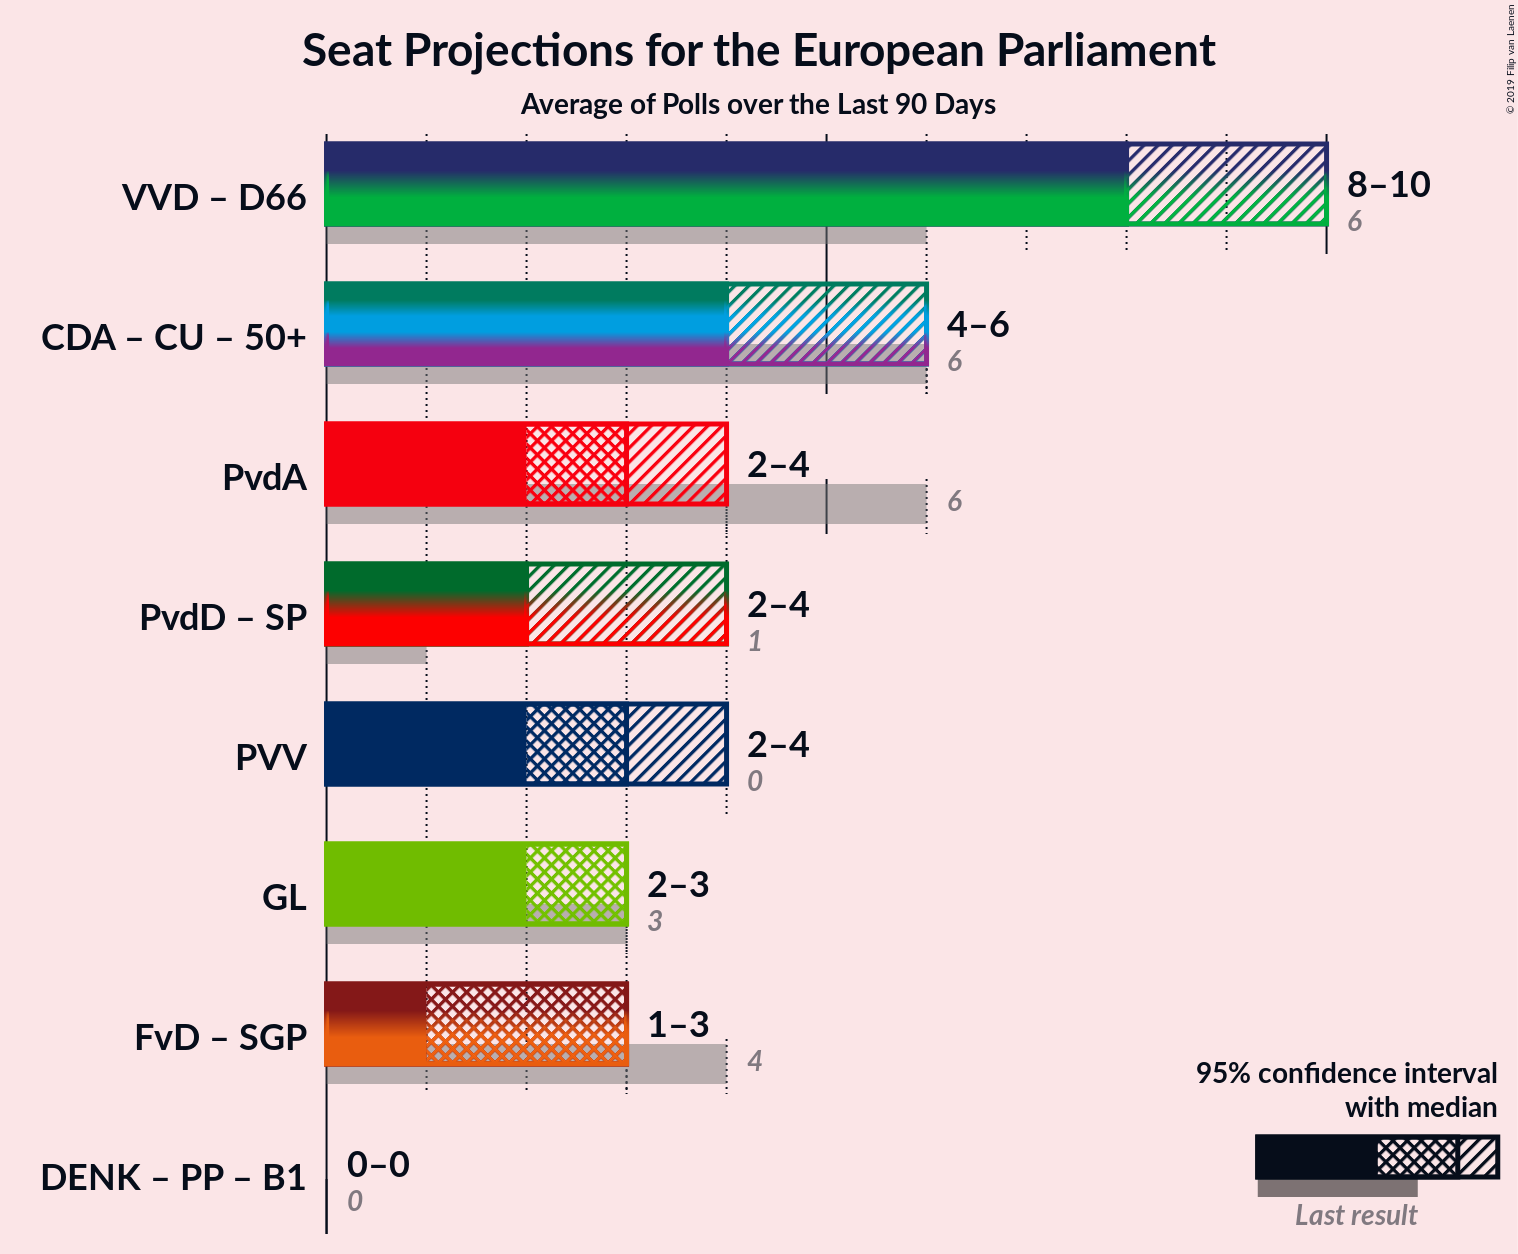 Seat Projections for the European Parliament
Average of Polls over the Last 90 Days
© 2019 Filip van Laenen
VVD – D66
8–10
6
CDA – CU – 50+
4–6
6
PvdA
2–4
6
PvdD – SP
2–4
1
PVV
2–4
0
GL
2–3
3
FvD – SGP
1–3
4
DENK – PP – B1
0–0
0
95% confidence interval
with median
Last result